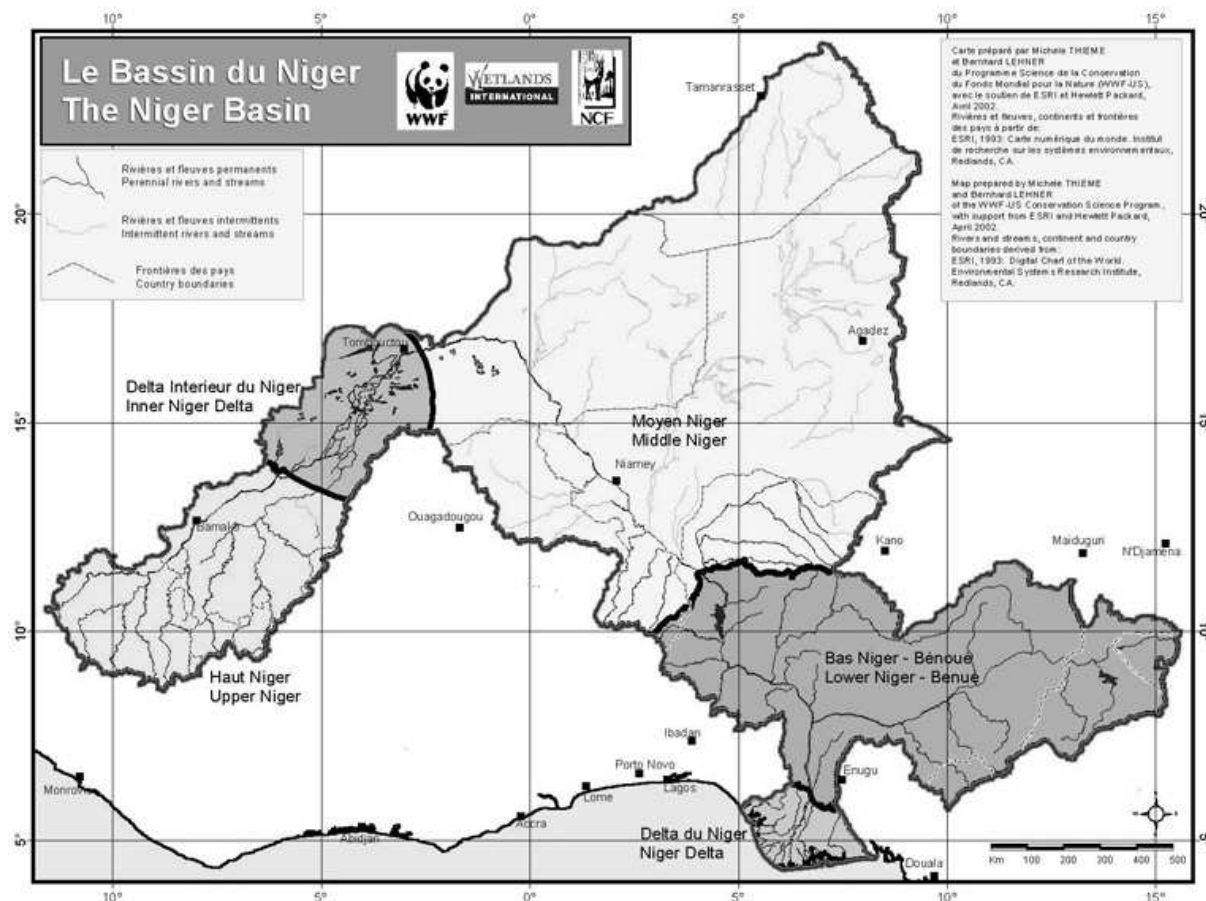 10°
5°
0°
5°
10°
15°
Le Bassin du Niger
The Niger Basin
WWF
WETLANDS
INTERNATIONAL
NCF
Rivières et fleuves permanents
Perennial rivers and streams
Rivières et fleuves intermittents
Intermittent rivers and streams
Frontières des pays
Country boundaries
Carte préparé par Michele THIEME
et Bernhard LEHNER
du Programme Science de la Conservation
du Fonds Mondial pour la Nature (WWF-US),
avec le soutien de ESRI et Hewlett Packard,
Avril 2002.
Rivières et fleuves, continents et frontières
des pays à partir de:
ESRI, 1993: Carte numérique du monde. Institut
de recherche sur les systèmes environnementaux,
Redlands, CA.
Map prepared by Michele THIEME
and Bernhard LEHNER
of the WWF-US Conservation Science Program,
with support from ESRI and Hewlett Packard,
April 2002.
Rivers and streams, continent and country
boundaries derived from:
ESRI, 1993: Digital Chart of the World.
Environmental Systems Research Institute,
Redlands, CA.
Tamanrasset
20°
Agadez
Tombouctou
Delta Interieur du Niger
Inner Niger Delta
15°
Moyen Niger
Middle Niger
Niamey
Ouagadougou
Bamako
Kano
Maiduguri
N'Djamena
10°
10°
Haut Niger
Upper Niger
Bas Niger - Bénoué
Lower Niger - Benue
Ibadan
Porto Novo
Lagos
Enugu
Monrovia
Lome
Accra
Abidjan
Delta du Niger
Niger Delta
Douala
5°
Km 100 200 300 400 500
10°
5°
0°
5°
10°
15°